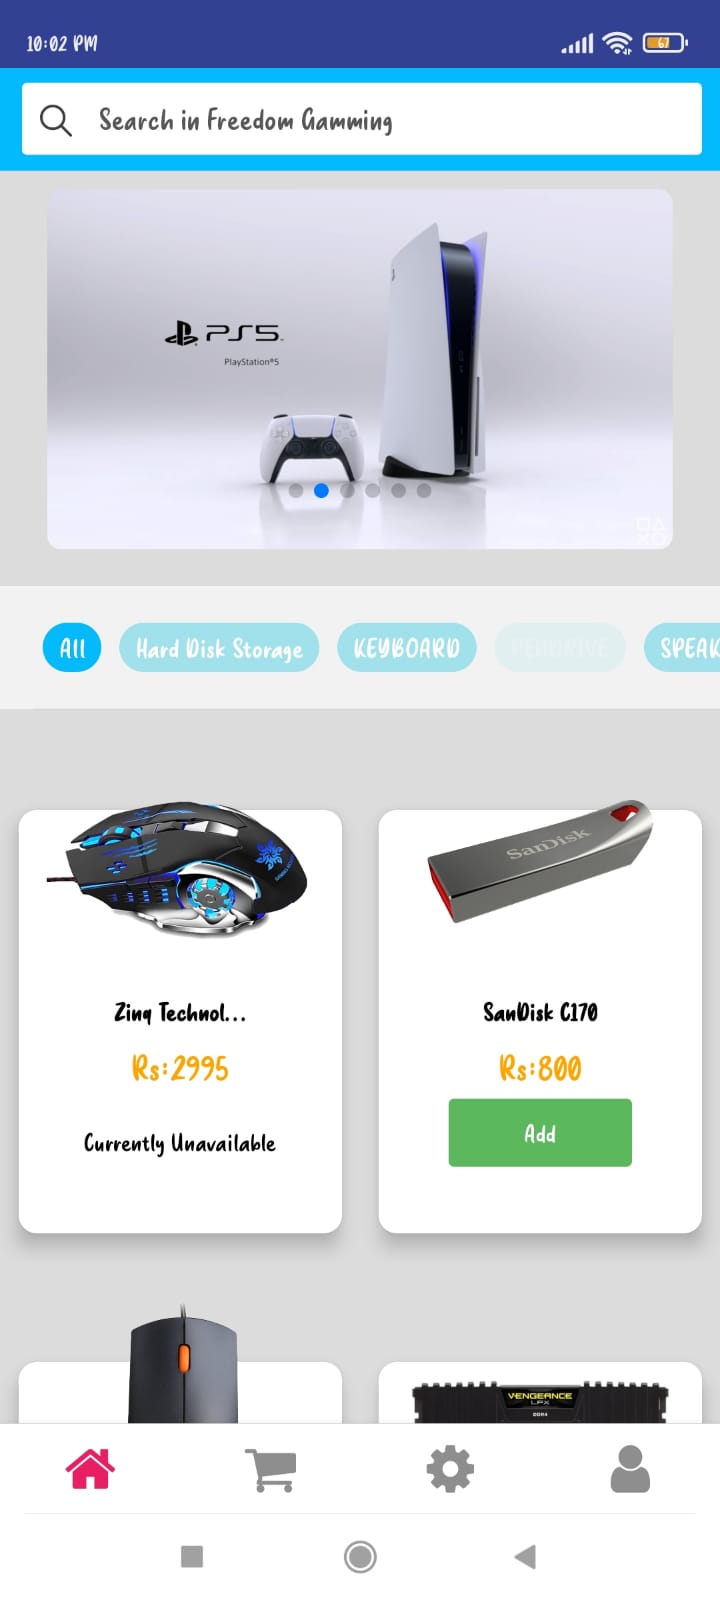 10:02 PM
67
Search in Freedom Gamming
PS5
PlayStation®5
All
Hard Disk Storage
KEYBOARD
PENDRIVE
SPEAK
SanDisk
Zinq Technol...
SanDisk C170
Rs:2995
Rs:800
Currently Unavailable
Add
VENGEANCE
LPX
DDR4